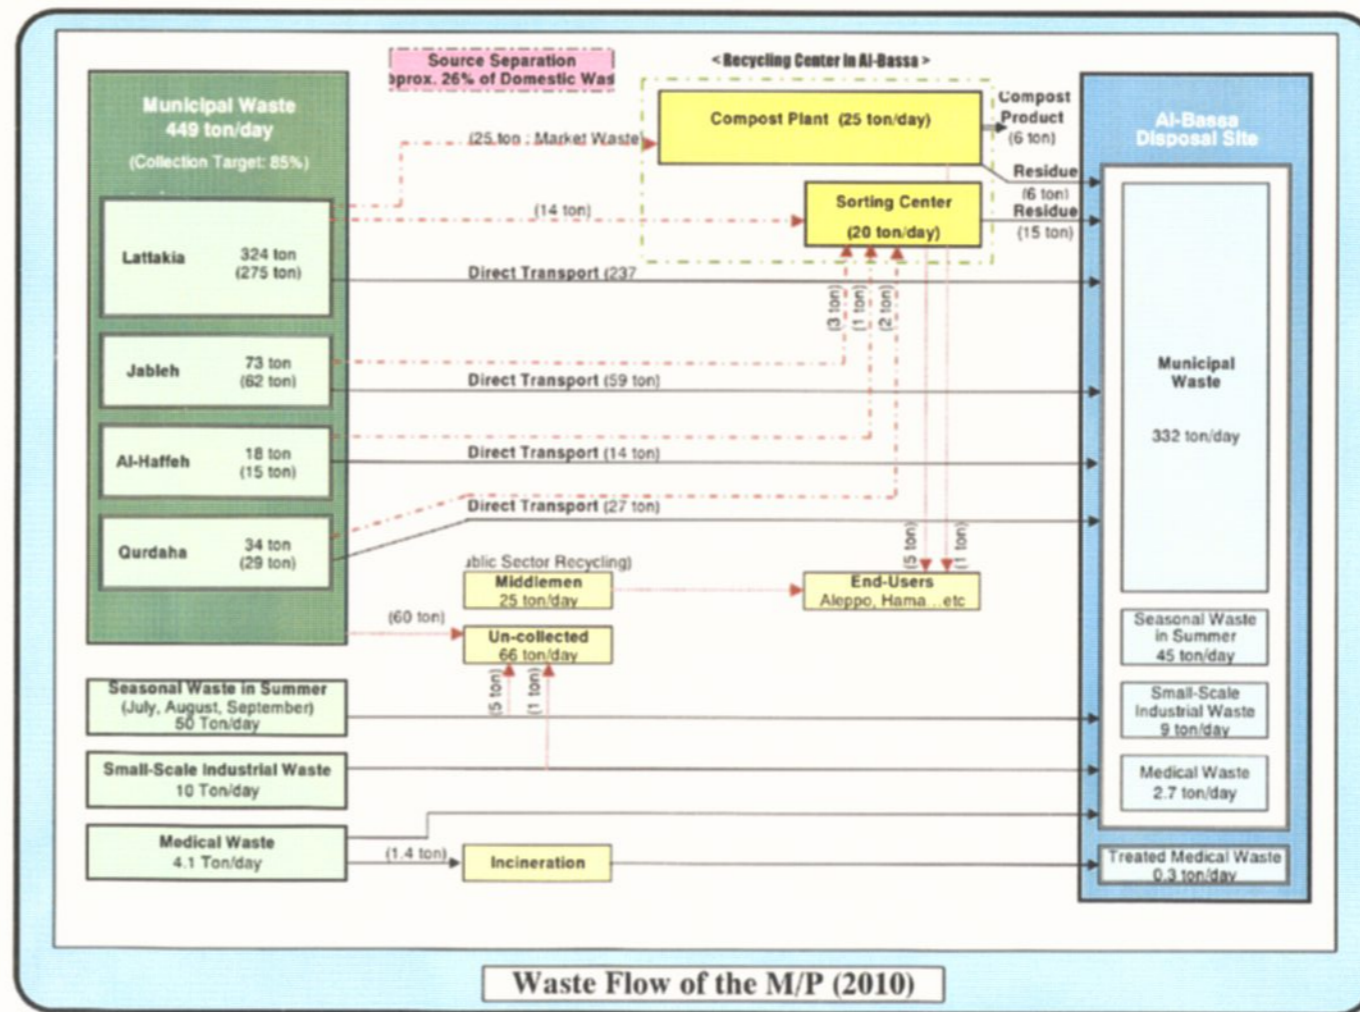 Source Separation
pprox. 26% of Domestic Was
< Recycling Center in Al-Bassa >
Municipal Waste
449 ton/day
(Collection Target: 85%)
Lattakia
324 ton
(275 ton)
Jableh
73 ton
(62 ton)
Al-Haffeh
18 ton
(15 ton)
Qurdaha
34 ton
(29 ton)
(25 ton : Market Waste)
(14 ton)
Direct Transport (237
Direct Transport (59 ton)
Direct Transport (14 ton)
Direct Transport (27 ton)
Compost Plant (25 ton/day)
Sorting Center
(20 ton/day)
(3 ton)
(1 ton)
(2 ton)
Compost
Product
(6 ton)
Residue
(6 ton)
Residue
(15 ton)
ublic Sector Recycling)
Middlemen
25 ton/day
(60 ton)
Un-collected
66 ton/day
(5 ton)
(1 ton)
(5 ton)
(1 ton)
End-Users
Aleppo, Hama...etc
Seasonal Waste in Summer
(July, August, September)
50 Ton/day
Small-Scale Industrial Waste
10 Ton/day
Medical Waste
4.1 Ton/day
(1.4 ton)
Incineration
Al-Bassa
Disposal Site
Municipal
Waste
332 ton/day
Seasonal Waste
in Summer
45 ton/day
Small-Scale
Industrial Waste
9 ton/day
Medical Waste
2.7 ton/day
Treated Medical Waste
0.3 ton/day
Waste Flow of the M/P (2010)